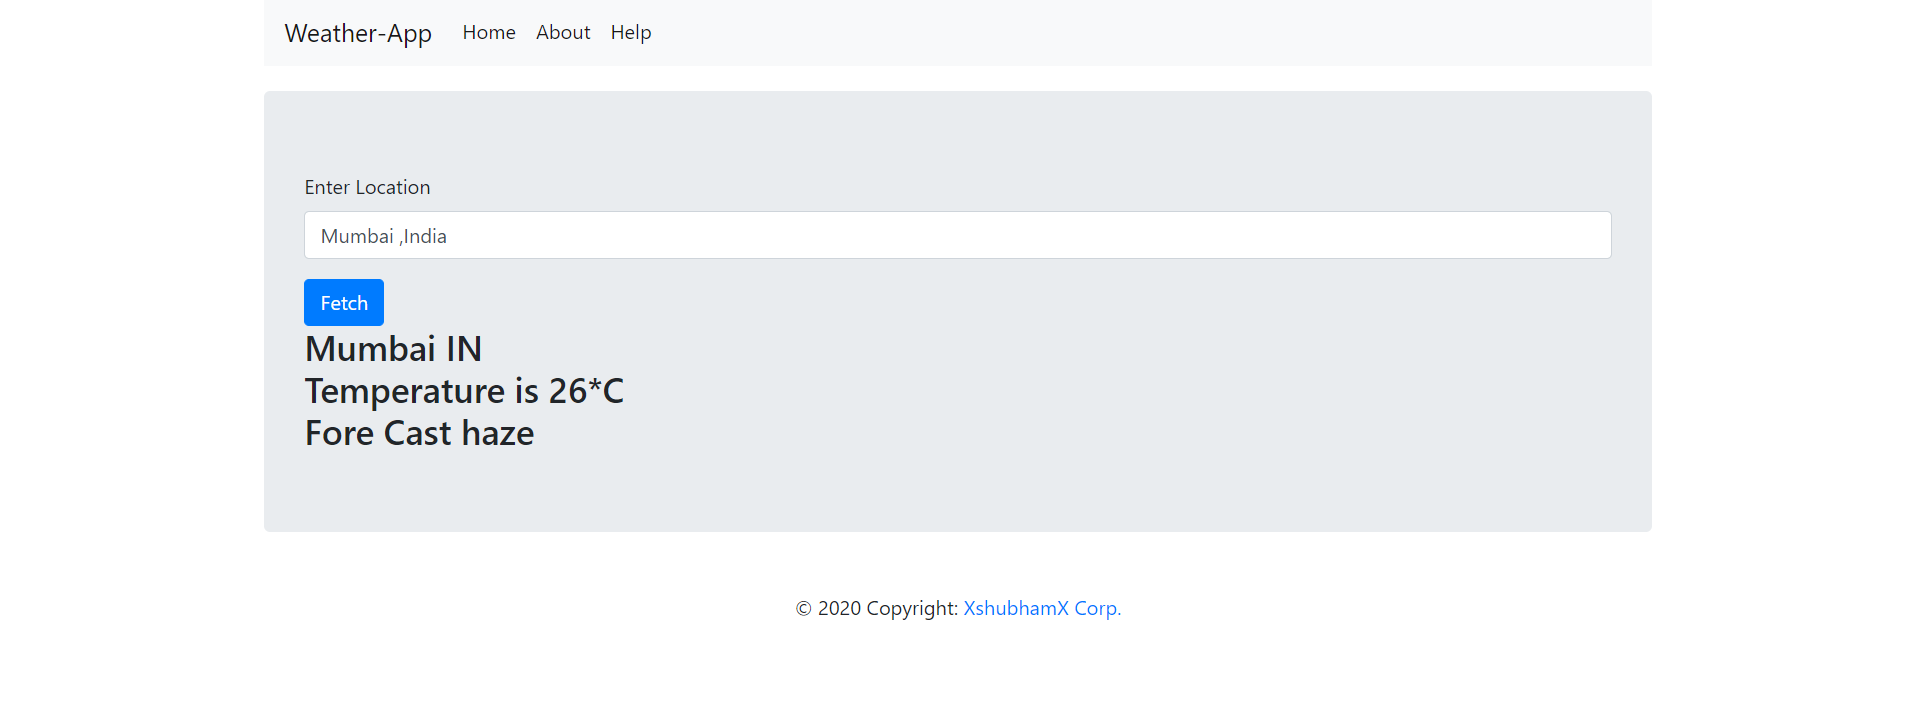 Weather-App Home About Help
Enter Location
Mumbai ,India
Fetch
Mumbai IN
Temperature is 26*C
Fore Cast haze
© 2020 Copyright: XshubhamX Corp.